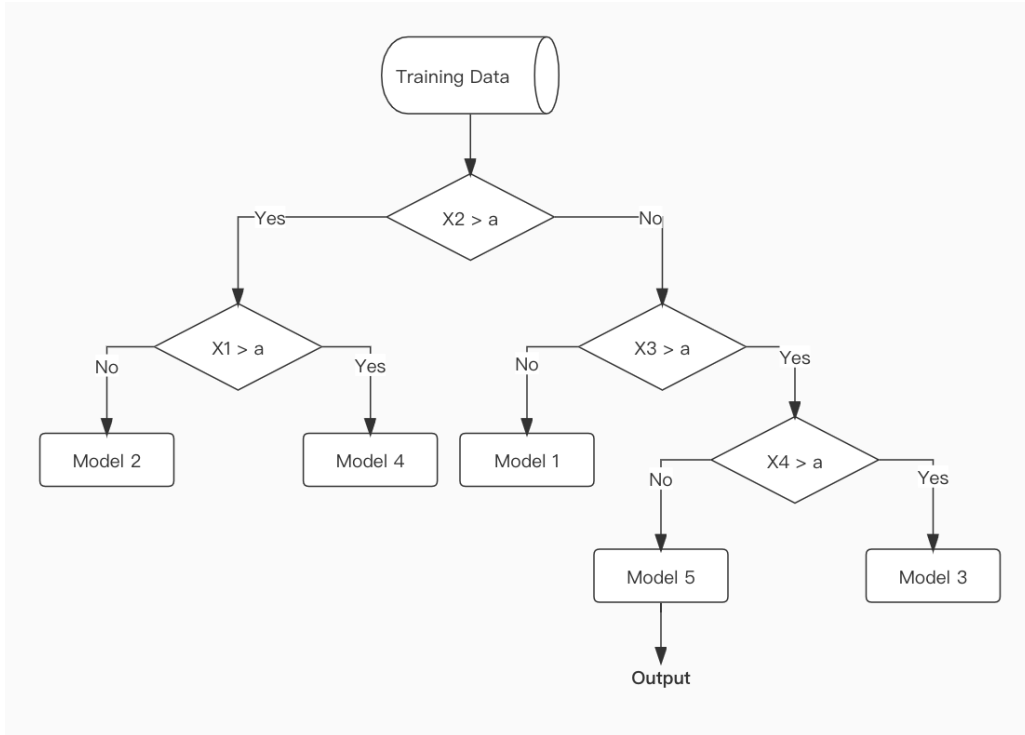 Training Data
X2 > a
Yes
No
X1 > a
X3 > a
No
Yes
No
Yes
Model 2
Model 4
Model 1
X4 > a
No
Yes
Model 5
Model 3
Output